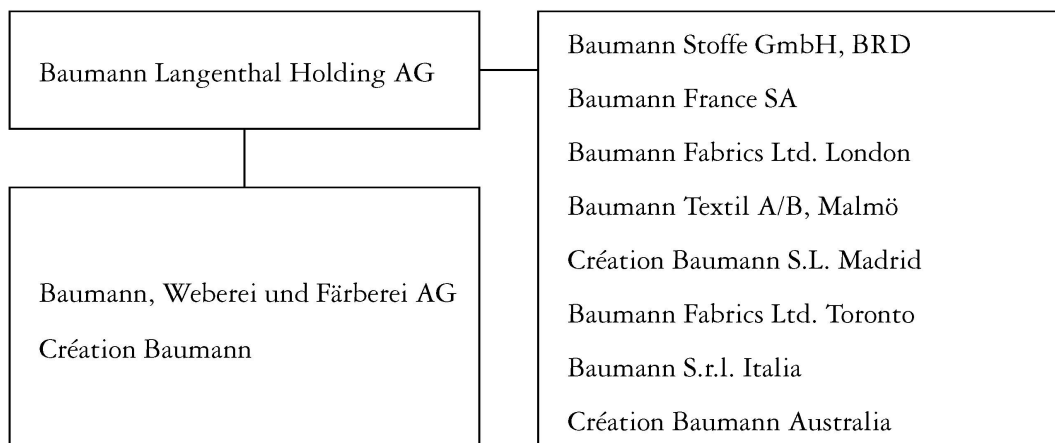 Baumann Langenthal Holding AG
Baumann, Weberei und Färberei AG
Création Baumann
Baumann Stoffe GmbH, BRD
Baumann France SA
Baumann Fabrics Ltd. London
Baumann Textil A/B, Malmö
Création Baumann S.L. Madrid
Baumann Fabrics Ltd. Toronto
Baumann S.r.l. Italia
Création Baumann Australia